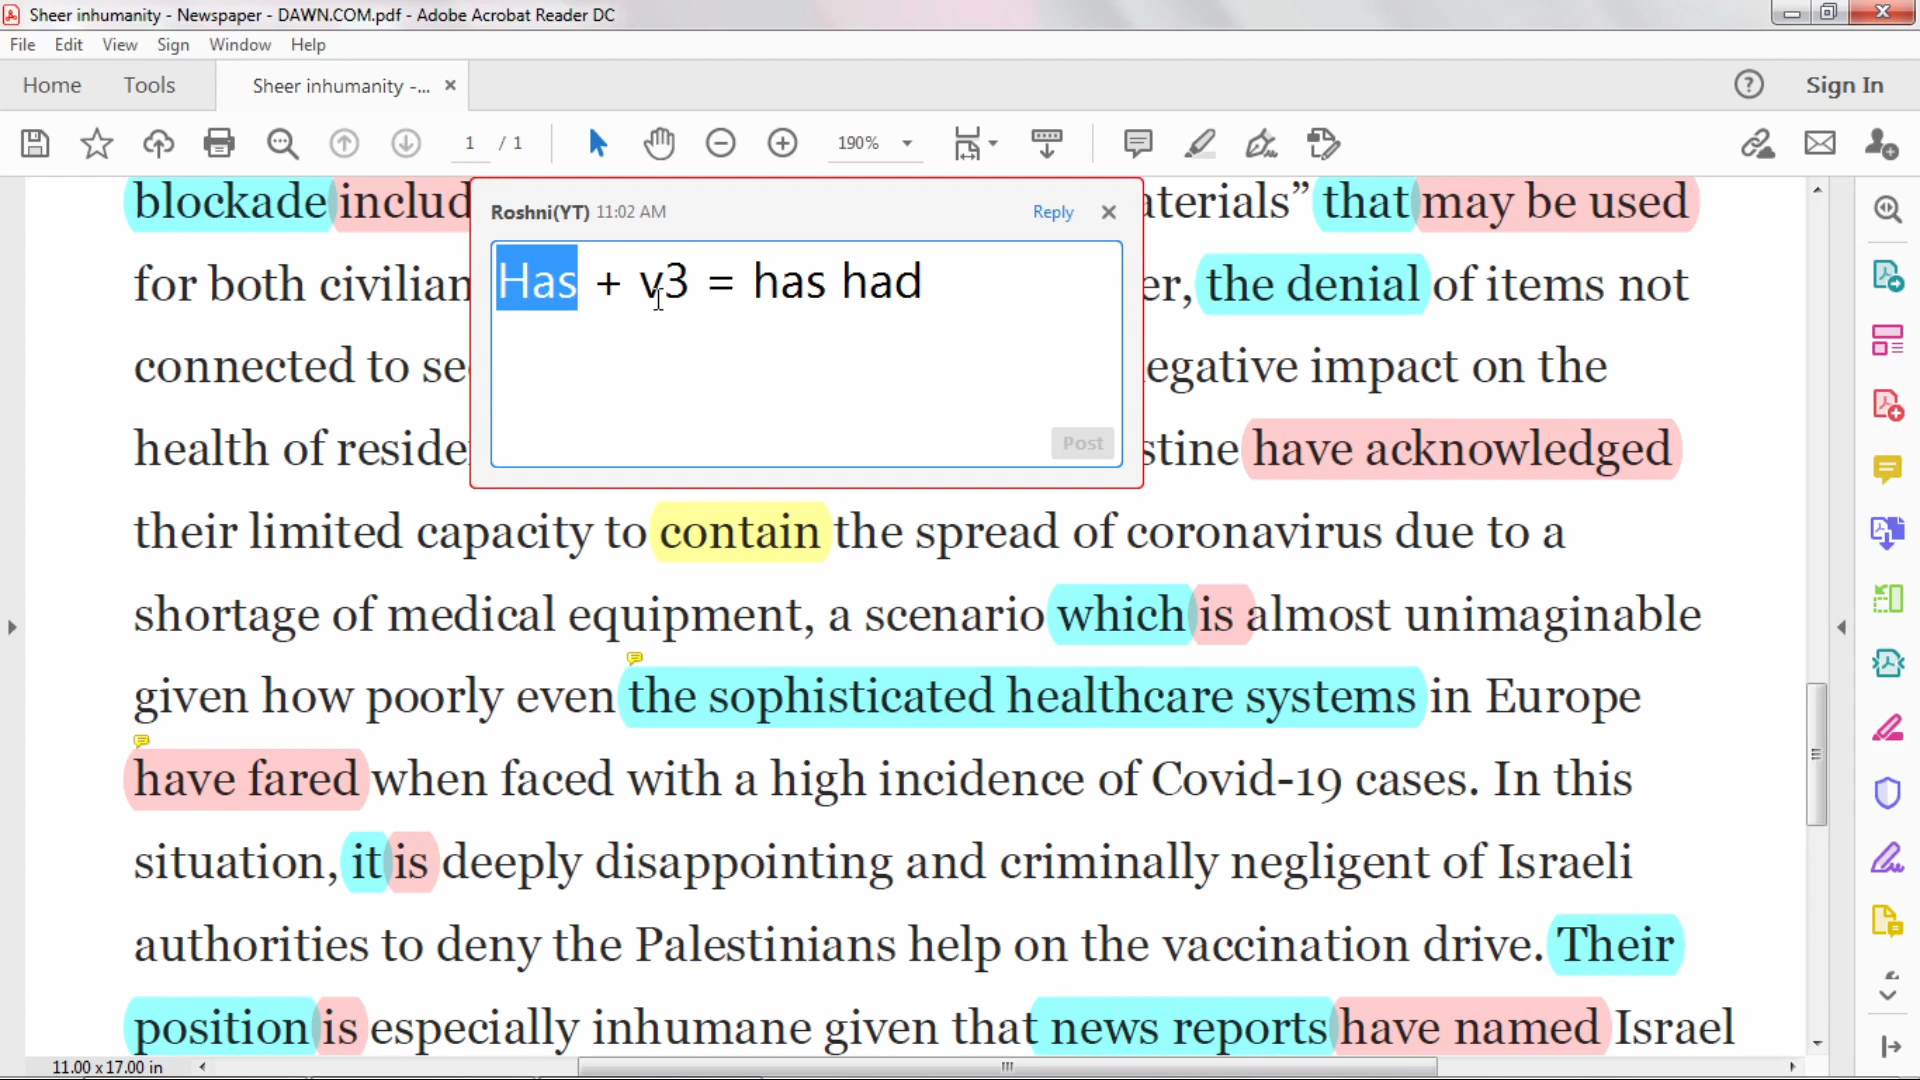 Sheer inhumanity - Newspaper - DAWN.COM.pdf - Adobe Acrobat Reader DC
File Edit View Sign Window Help
Home Tools Sheer inhumanity -... Sign In
1 / 1 190%
blockade includ aterials” that may be used
Roshni(YT) 11:02 AM Reply
Has + v3 = has had
Post
for both civilian er, the denial of items not
connected to se egative impact on the
health of reside stine have acknowledged
their limited capacity to contain the spread of coronavirus due to a
shortage of medical equipment, a scenario which is almost unimaginable
given how poorly even the sophisticated healthcare systems in Europe
have fared when faced with a high incidence of Covid-19 cases. In this
situation, it is deeply disappointing and criminally negligent of Israeli
authorities to deny the Palestinians help on the vaccination drive. Their
position is especially inhumane given that news reports have named Israel
11.00 x 17.00 in